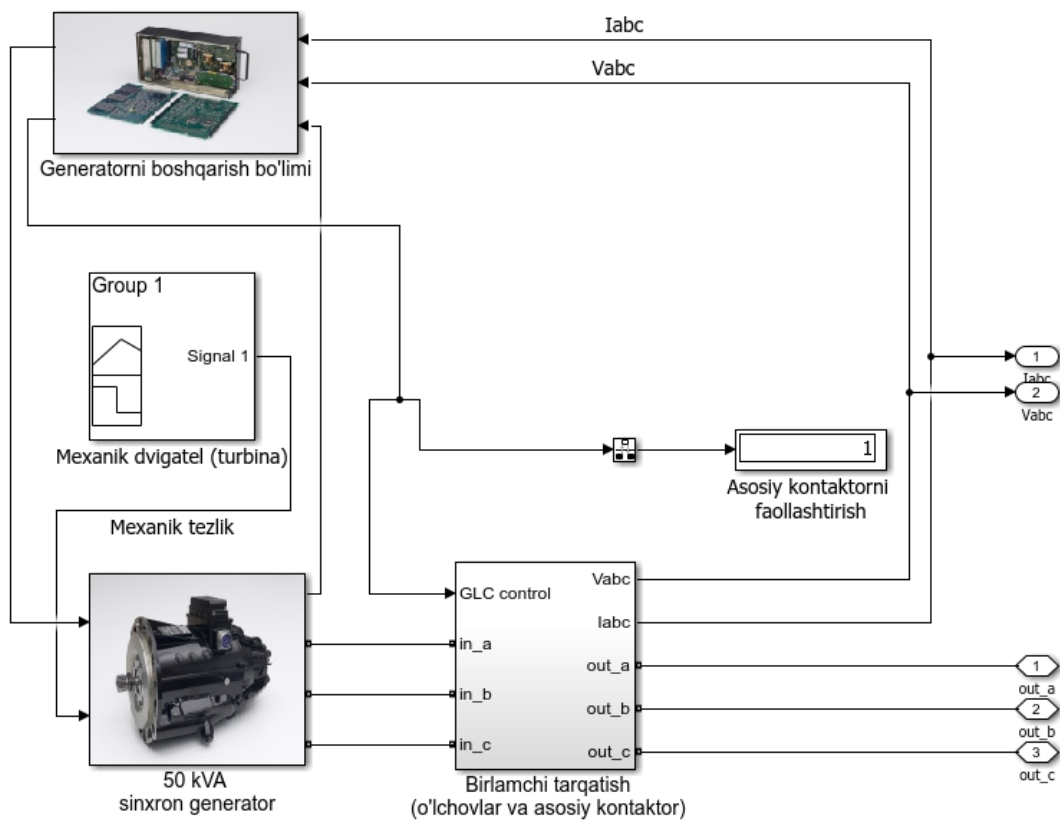 Iabc
Vabc
Generatorni boshqarish bo'limi
Group 1
Signal 1
Mexanik dvigatel (turbina)
1
Iabc
2
Vabc
1
Asosiy kontaktorni
faollashtirish
Mexanik tezlik
GLC control
in_a
in_b
in_c
Vabc
Iabc
out_a
out_b
out_c
1
out_a
2
out_b
3
out_c
50 kVA
sinxron generator
Birlamchi tarqatish
(o'lchovlar va asosiy kontaktor)